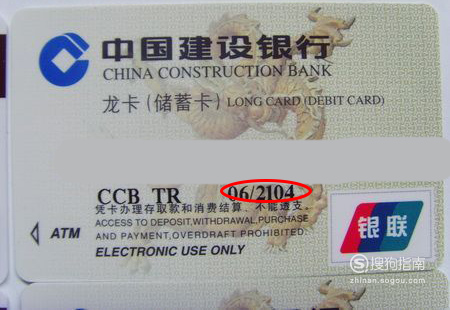 中国建设银行
CHINA CONSTRUCTION BANK
龙卡(储蓄卡) LONG CARD (DEBIT CARD)
CCB TR 06/2104
凭卡办理存取款和消费结算、不能透支.
ACCESS TO DEPOSIT,WITHDRAWAL,PURCHASE
AND PAYMENT,OVERDRAFT PROHIBITED.
ATM
ELECTRONIC USE ONLY
银联
S 搜狗指南
zhinan.sogou.com